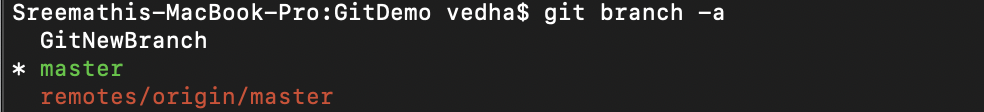 Sreemathis-MacBook-Pro:GitDemo vedha$ git branch -a
  GitNewBranch
* master
  remotes/origin/master